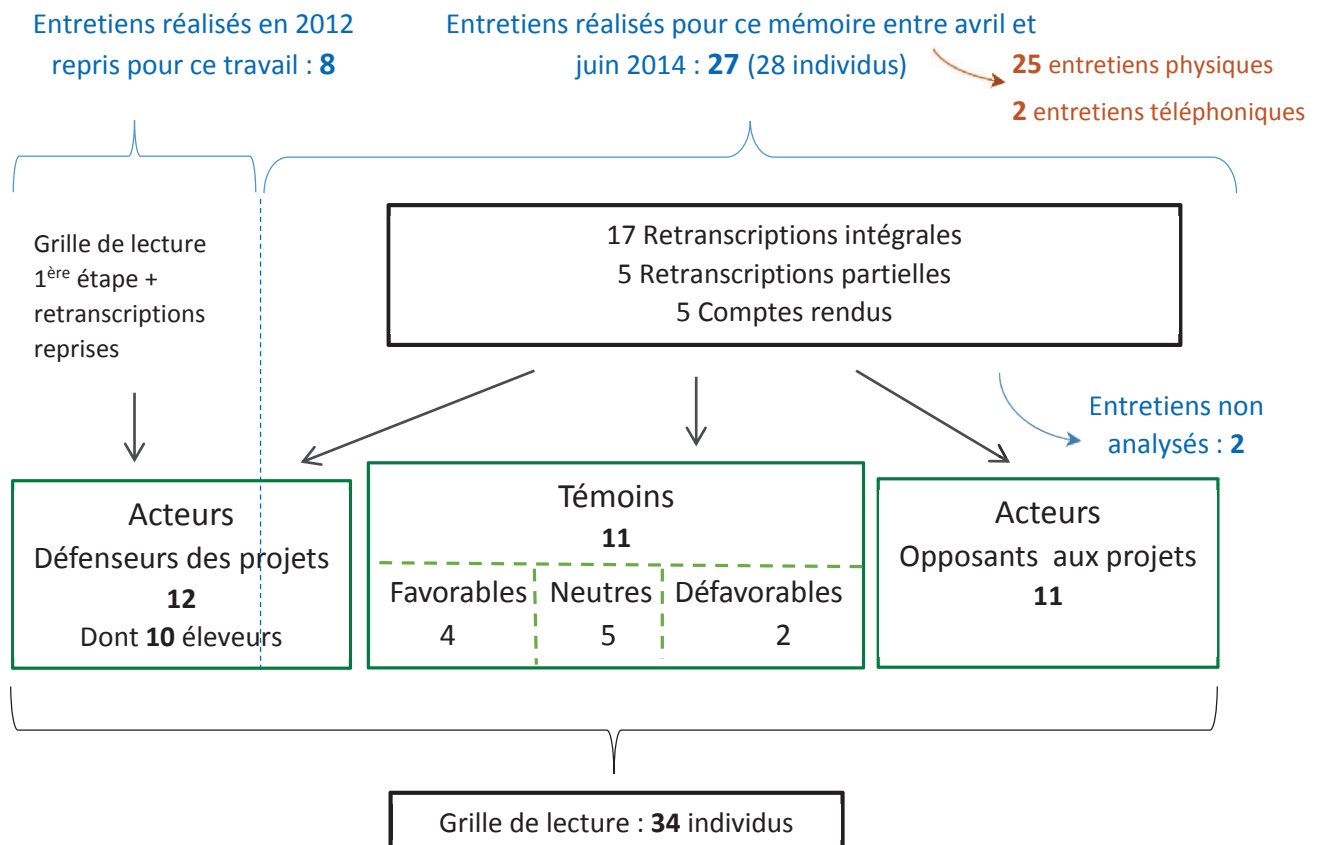 Entretiens réalisés en 2012
repris pour ce travail : 8
Entretiens réalisés pour ce mémoire entre avril et
juin 2014 : 27 (28 individus)
25 entretiens physiques
2 entretiens téléphoniques
Grille de lecture
1ère étape +
retranscriptions
reprises
17 Retranscriptions intégrales
5 Retranscriptions partielles
5 Comptes rendus
Entretiens non
analysés : 2
Acteurs
Défenseurs des projets
12
Dont 10 éleveurs
Témoins
11
Favorables Neutres Défavorables
4 5 2
Acteurs
Opposants aux projets
11
Grille de lecture : 34 individus